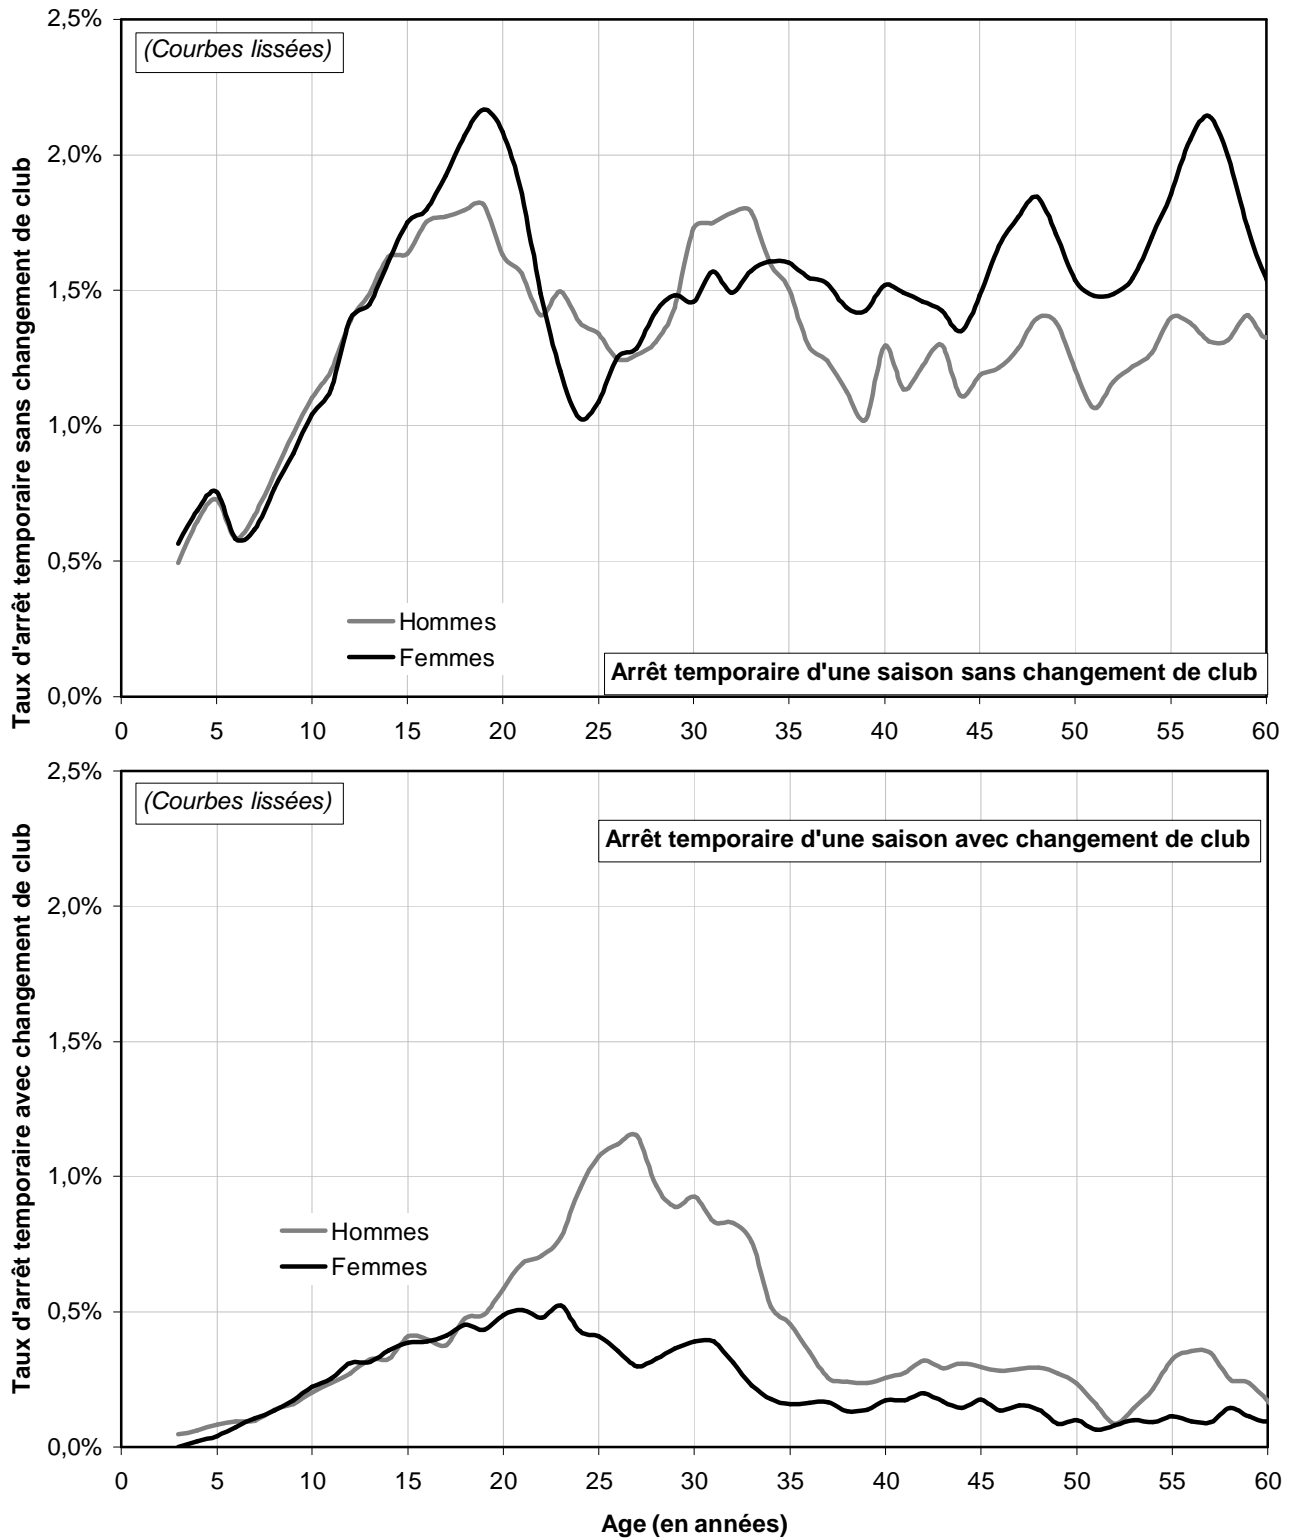 Taux d'arrêt temporaire sans changement de club
2,5%
2,0%
1,5%
1,0%
0,5%
0,0%
(Courbes lissées)
Hommes
Femmes
Arrêt temporaire d'une saison sans changement de club
0 5 10 15 20 25 30 35 40 45 50 55 60
Taux d'arrêt temporaire avec changement de club
2,5%
2,0%
1,5%
1,0%
0,5%
0,0%
(Courbes lissées)
Arrêt temporaire d'une saison avec changement de club
Hommes
Femmes
0 5 10 15 20 25 30 35 40 45 50 55 60
Age (en années)